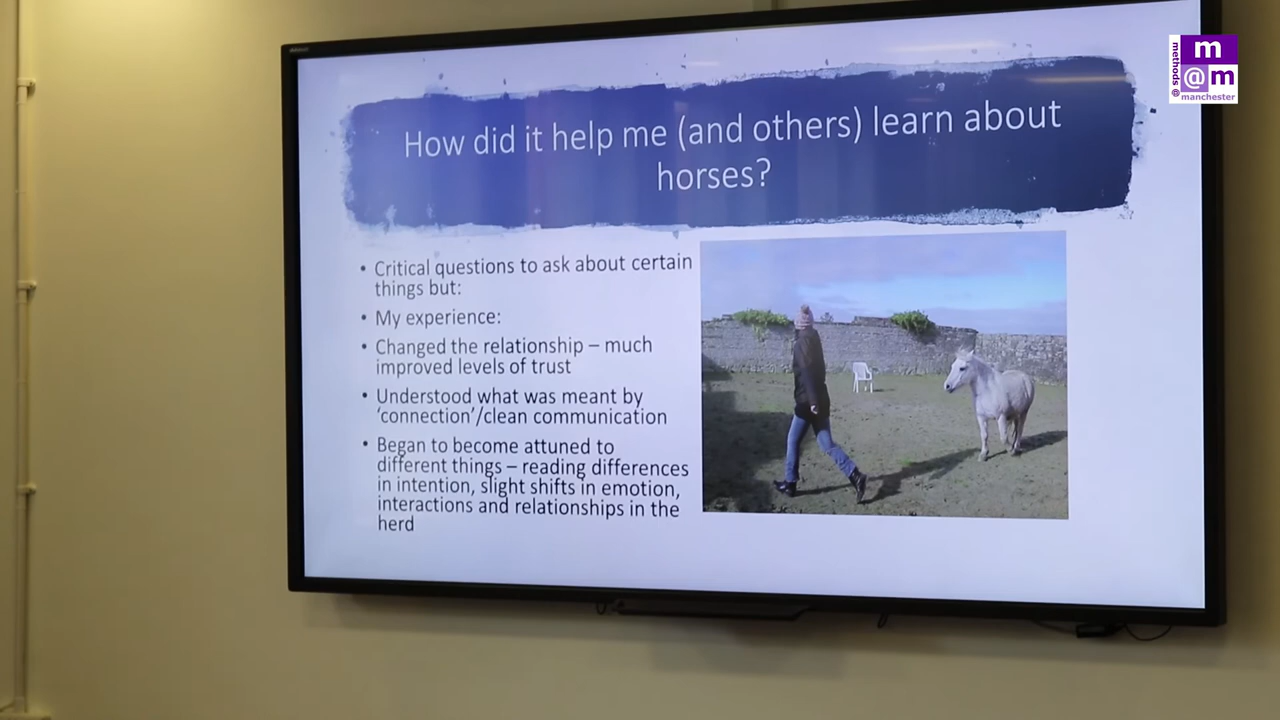 How did it help me (and others) learn about
horses?
• Critical questions to ask about certain
things but:
• My experience:
• Changed the relationship – much
improved levels of trust
• Understood what was meant by
‘connection’/clean communication
• Began to become attuned to
different things – reading differences
in intention, slight shifts in emotion,
interactions and relationships in the
herd
methods@
m
@m
manchester